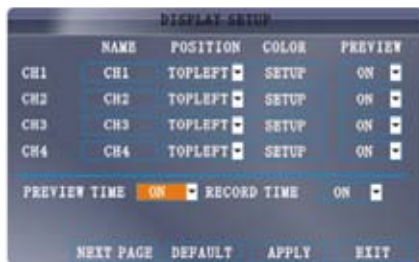 DISPLAY SETUP
NAME POSITION COLOR PREVIEW
CH1 CH1 TOPLEFT SETUP ON
CH2 CH2 TOPLEFT SETUP ON
CH3 CH3 TOPLEFT SETUP ON
CH4 CH4 TOPLEFT SETUP ON
PREVIEW TIME ON RECORD TIME ON
NEXT PAGE DEFAULT APPLY EXIT